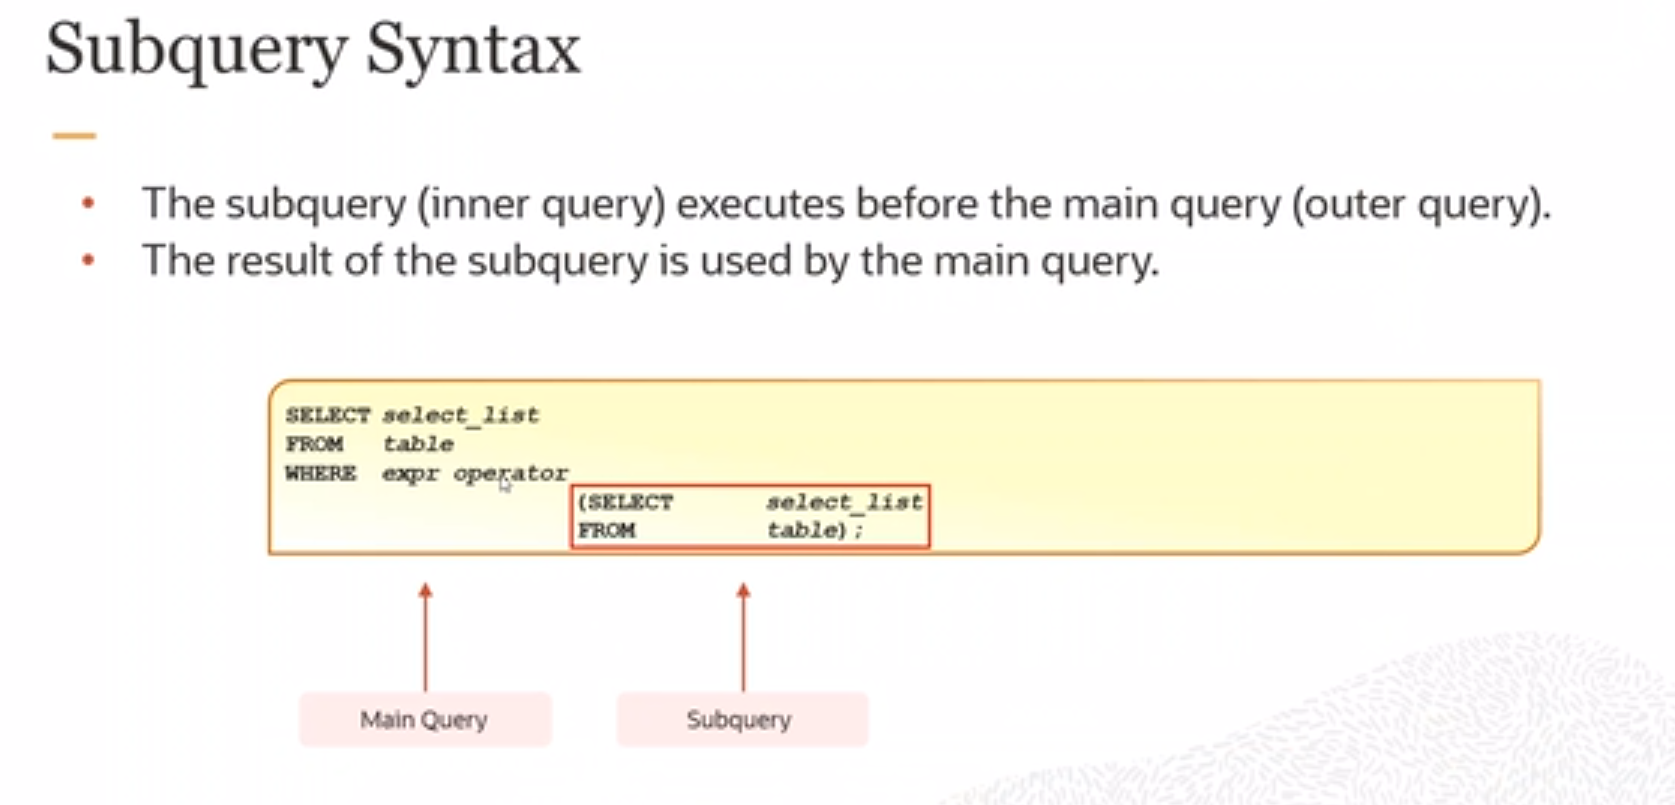 Subquery Syntax
• The subquery (inner query) executes before the main query (outer query).
• The result of the subquery is used by the main query.
SELECT select_list
FROM table
WHERE expr operator
(SELECT select_list
FROM table);
Main Query
Subquery